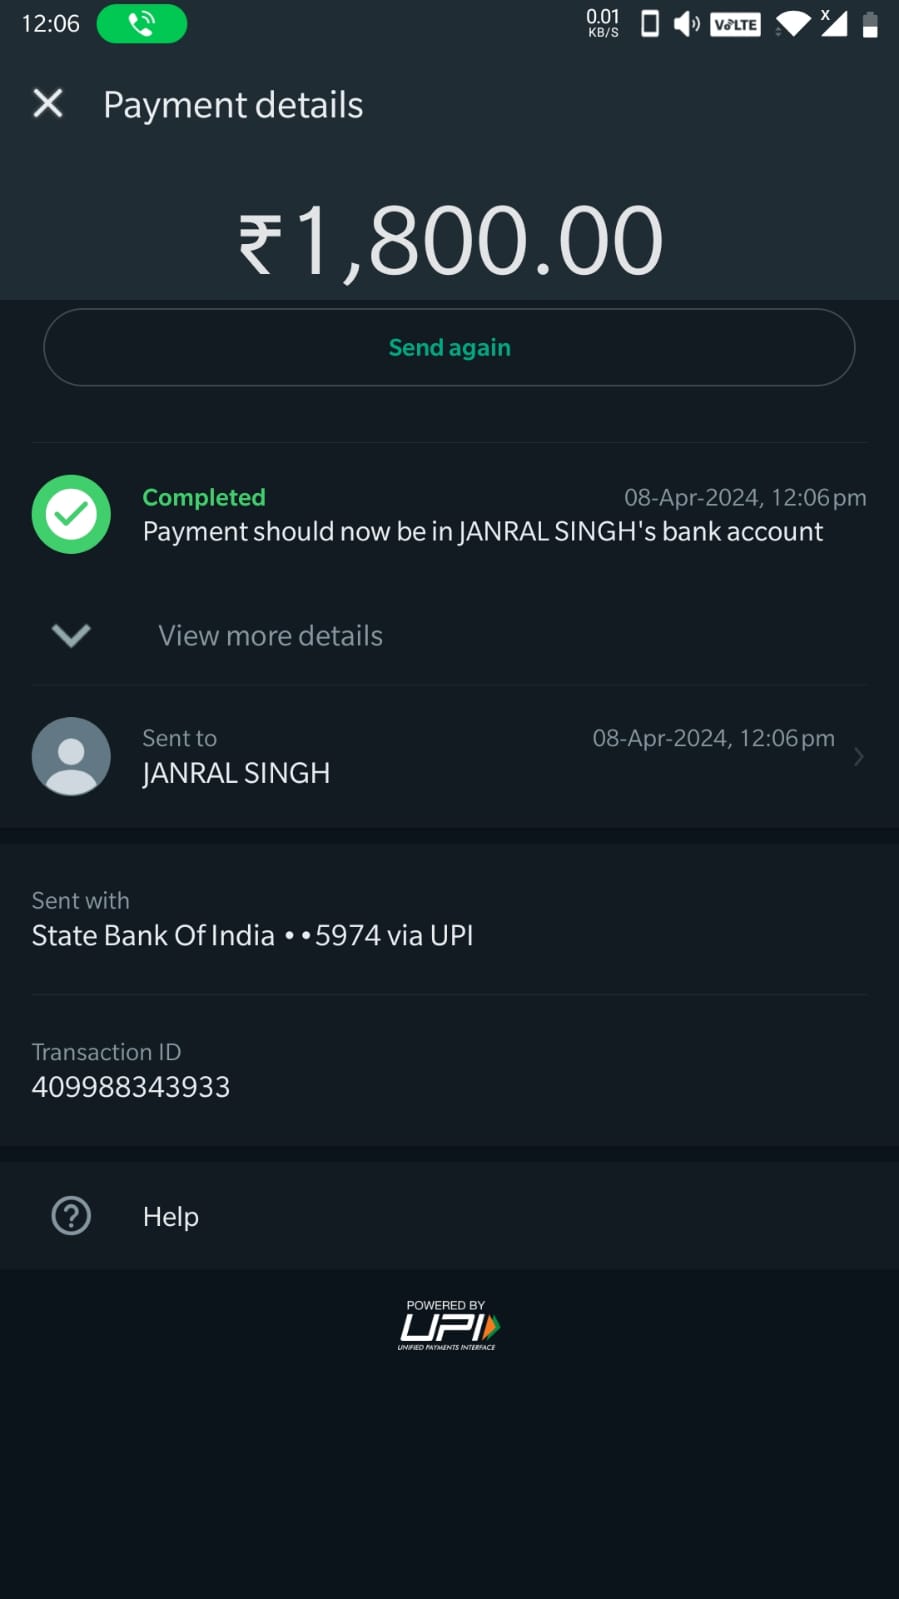 12:06
0.01
KB/S
VoLTE
X
Payment details
₹1,800.00
Send again
Completed
08-Apr-2024, 12:06 pm
Payment should now be in JANRAL SINGH's bank account
View more details
Sent to
08-Apr-2024, 12:06 pm
JANRAL SINGH
Sent with
State Bank Of India ••5974 via UPI
Transaction ID
409988343933
Help
POWERED BY
UPI
UNIFIED PAYMENTS INTERFACE